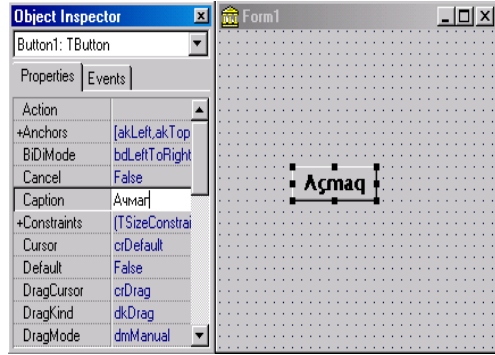 Object Inspector
Button1: TButton
Properties Events
Action
+Anchors [akLeft,akTop
BiDiMode bdLeftToRight
Cancel False
Caption Ачмаг
+Constraints (TSizeConstrai
Cursor crDefault
Default False
DragCursor crDrag
DragKind dkDrag
DragMode dmManual
Form1
Açmaq